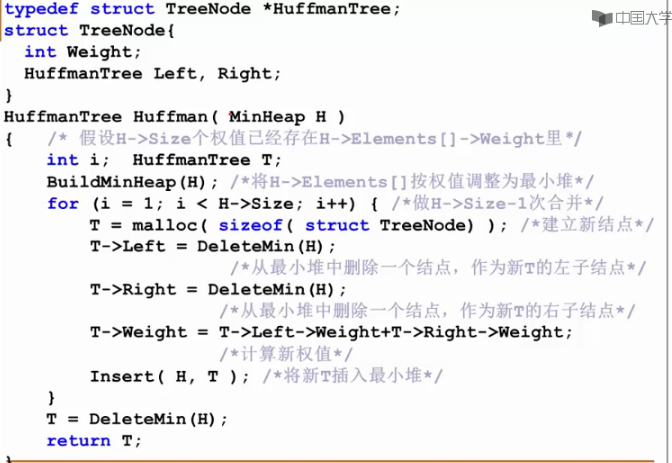 typedef struct TreeNode *HuffmanTree;
中国大学
struct TreeNode{
int Weight;
HuffmanTree Left, Right;
}
HuffmanTree Huffman( MinHeap H )
{ /* 假设H->Size个权值已经存在H->Elements[]->Weight里*/
int i; HuffmanTree T;
BuildMinHeap(H); /*将H->Elements[]按权值调整为最小堆*/
for (i = 1; i < H->Size; i++) { /*做H->Size-1次合并*/
T = malloc( sizeof( struct TreeNode) ); /*建立新结点*/
T->Left = DeleteMin(H);
/*从最小堆中删除一个结点，作为新T的左子结点*/
T->Right = DeleteMin(H);
/*从最小堆中删除一个结点，作为新T的右子结点*/
T->Weight = T->Left->Weight+T->Right->Weight;
/*计算新权值*/
Insert( H, T ); /*将新T插入最小堆*/
}
T = DeleteMin(H);
return T;
}